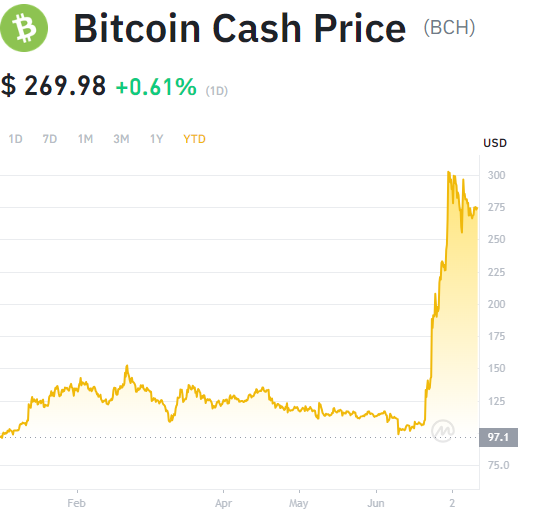 Bitcoin Cash Price (BCH)
$ 269.98 +0.61% (1D)
1D 7D 1M 3M 1Y YTD
USD
300
275
250
225
200
175
150
125
97.1
75.0
Feb Apr May Jun 2